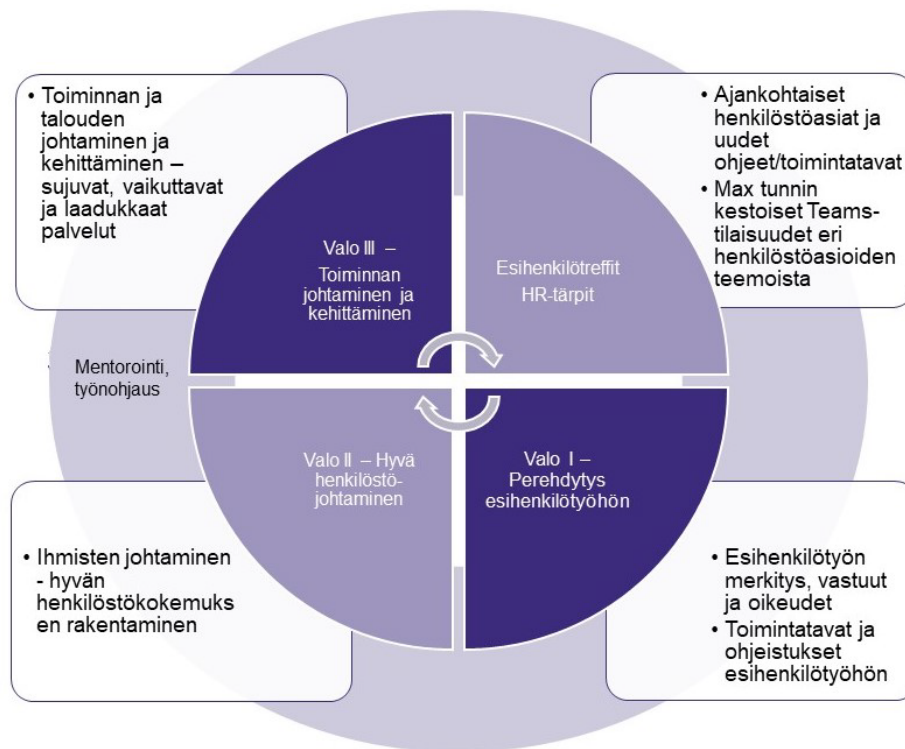 • Toiminnan ja
talouden
johtaminen ja
kehittäminen –
sujuvat, vaikuttavat
ja laadukkaat
palvelut
• Ajankohtaiset
henkilöstöasiat ja
uudet
ohjeet/toimintatavat
• Max tunnin
kestoiset Teams-
tilaisuudet eri
henkilöstöasioiden
teemoista
Valo III –
Toiminnan
johtaminen ja
kehittäminen
Esihenkilötreffit
HR-tärpit
Mentorointi,
työnohjaus
Valo II – Hyvä
henkilöstö-
johtaminen
Valo I –
Perehdytys
esihenkilötyöhön
• Ihmisten johtaminen
- hyvän
henkilöstökokemuks
en rakentaminen
• Esihenkilötyön
merkitys, vastuut
ja oikeudet
• Toimintatavat ja
ohjeistukset
esihenkilötyöhön